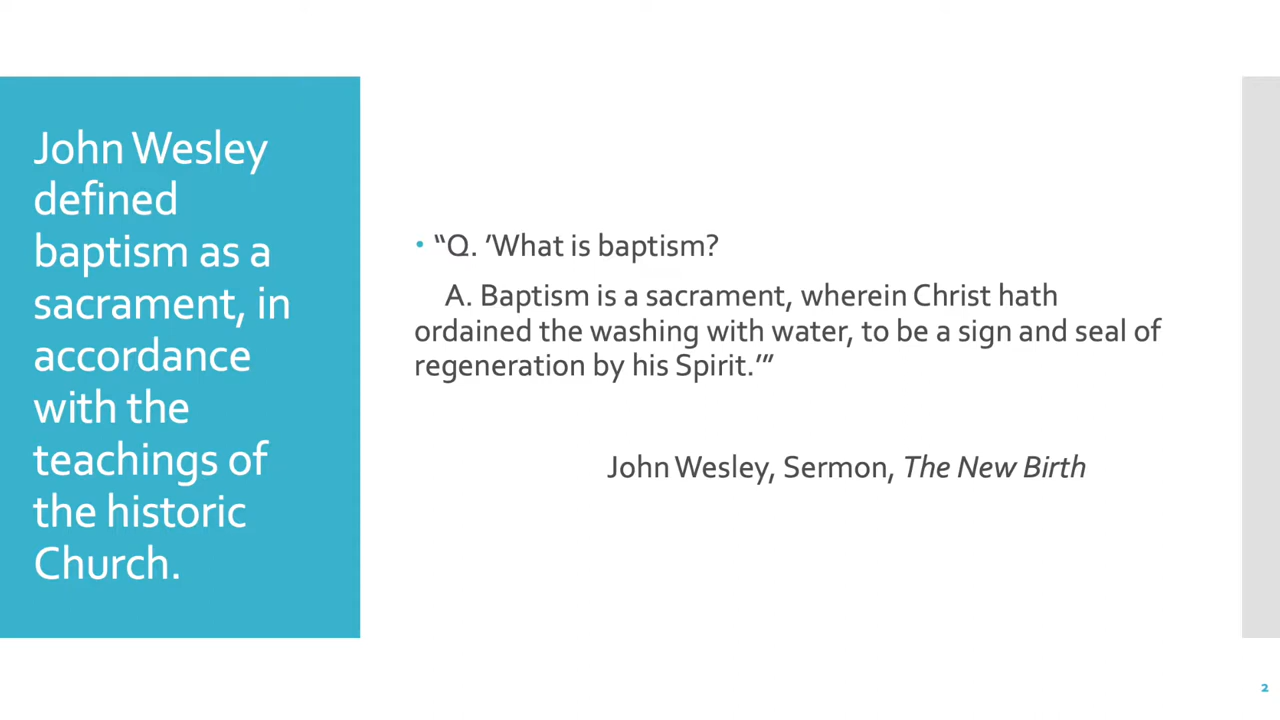 John Wesley
defined
baptism as a
sacrament, in
accordance
with the
teachings of
the historic
Church.
• “Q. ’What is baptism?
A. Baptism is a sacrament, wherein Christ hath
ordained the washing with water, to be a sign and seal of
regeneration by his Spirit.’”
John Wesley, Sermon, The New Birth
2